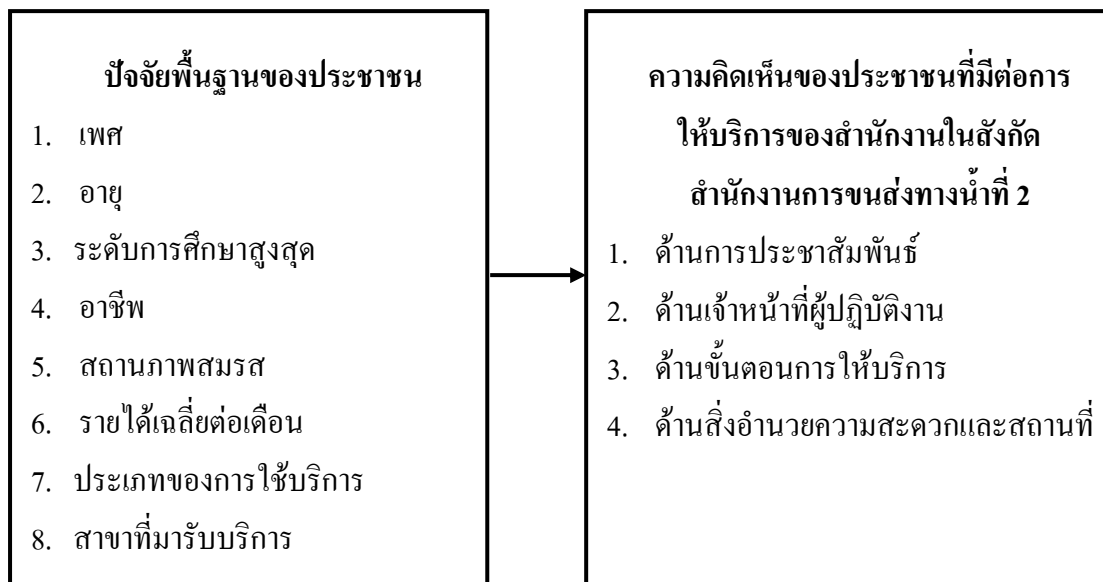 ปัจจัยพื้นฐานของประชาชน
1. เพศ
2. อายุ
3. ระดับการศึกษาสูงสุด
4. อาชีพ
5. สถานภาพสมรส
6. รายได้เฉลี่ยต่อเดือน
7. ประเภทของการใช้บริการ
8. สาขาที่มารับบริการ
ความคิดเห็นของประชาชนที่มีต่อการ
ให้บริการของสำนักงานในสังกัด
สำนักงานการขนส่งทางน้ำที่ 2
1. ด้านการประชาสัมพันธ์
2. ด้านเจ้าหน้าที่ผู้ปฏิบัติงาน
3. ด้านขั้นตอนการให้บริการ
4. ด้านสิ่งอำนวยความสะดวกและสถานที่